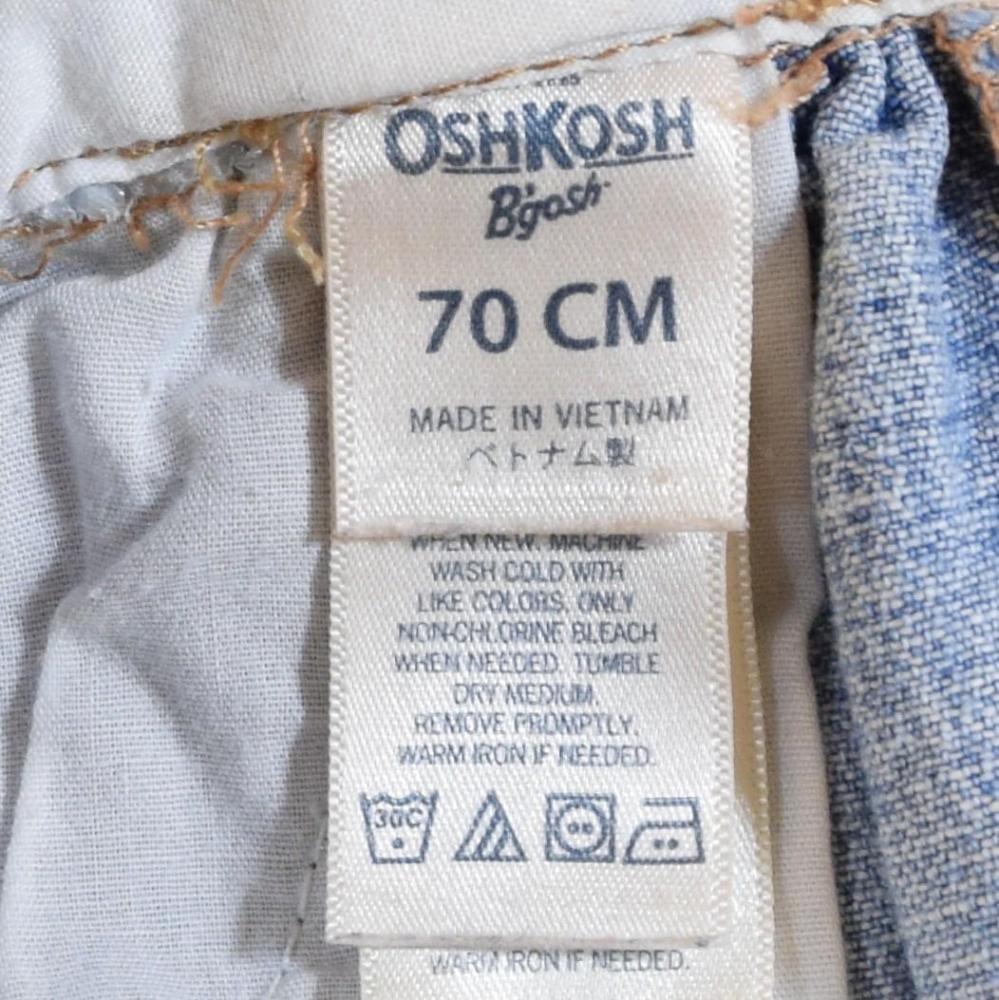 OSHKOSH
B'gosh
70 CM
MADE IN VIETNAM
ベトナム製
WHEN NEW. MACHINE
WASH COLD WITH
LIKE COLORS. ONLY
NON-CHLORINE BLEACH
WHEN NEEDED. TUMBLE
DRY MEDIUM.
REMOVE PROMPTLY.
WARM IRON IF NEEDED.
30C
WARM IRON IF NEEDED.